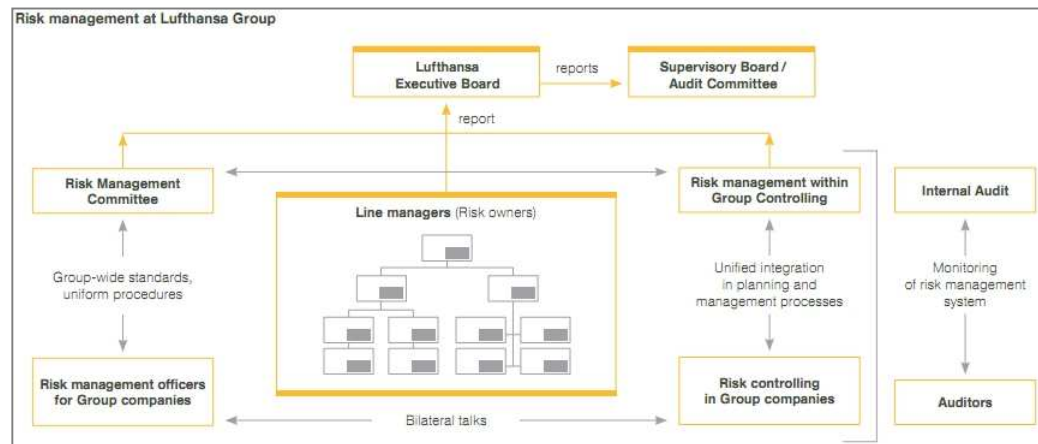 Risk management at Lufthansa Group
Lufthansa
Executive Board
reports
Supervisory Board /
Audit Committee
report
Risk Management
Committee
Line managers (Risk owners)
Risk management within
Group Controlling
Internal Audit
Group-wide standards,
uniform procedures
Unified integration
in planning and
management processes
Monitoring
of risk management
system
Risk management officers
for Group companies
Bilateral talks
Risk controlling
in Group companies
Auditors